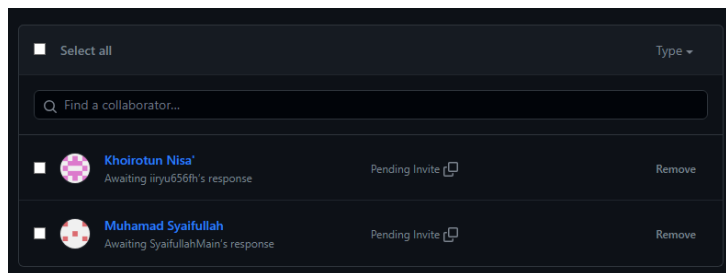 Select all
Type
Find a collaborator...
Khoirotun Nisa'
Awaiting iiryu656fh's response
Pending Invite
Remove
Muhamad Syaifullah
Awaiting SyaifullahMain's response
Pending Invite
Remove